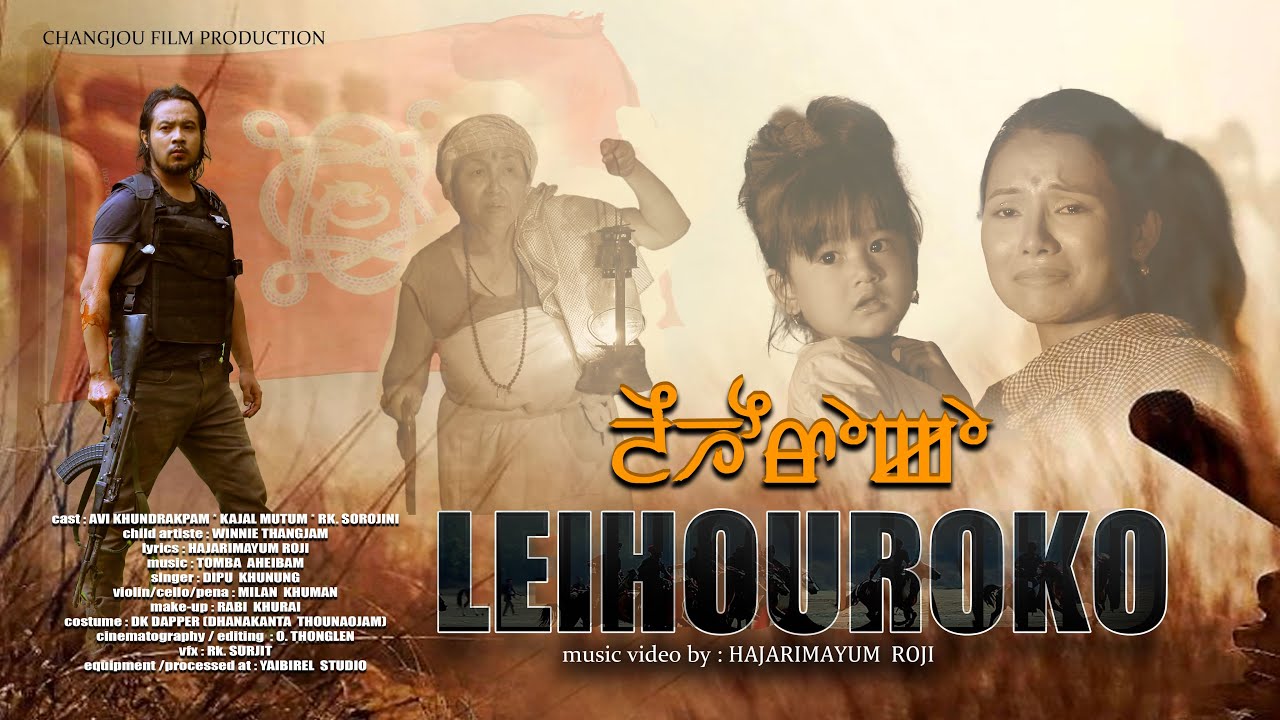 CHANGJOU FILM PRODUCTION
ꯂꯩꯍꯧꯔꯣꯀꯣ
LEIHOUROKO
music video by : HAJARIMAYUM ROJI
cast : AVI KHUNDRAKPAM * KAJAL MUTUM * RK. SOROJINI
child artiste : WINNIE THANGJAM
lyrics : HAJARIMAYUM ROJI
music : TOMBA AHEIBAM
singer : DIPU KHUNUNG
violin/cello/pena : MILAN KHUMAN
make-up : RABI KHURAI
costume : DK DAPPER (DHANAKANTA THOUNAOJAM)
cinematography / editing : O. THONGLEN
vfx : RK. SURJIT
equipment /processed at : YAIBIREL STUDIO